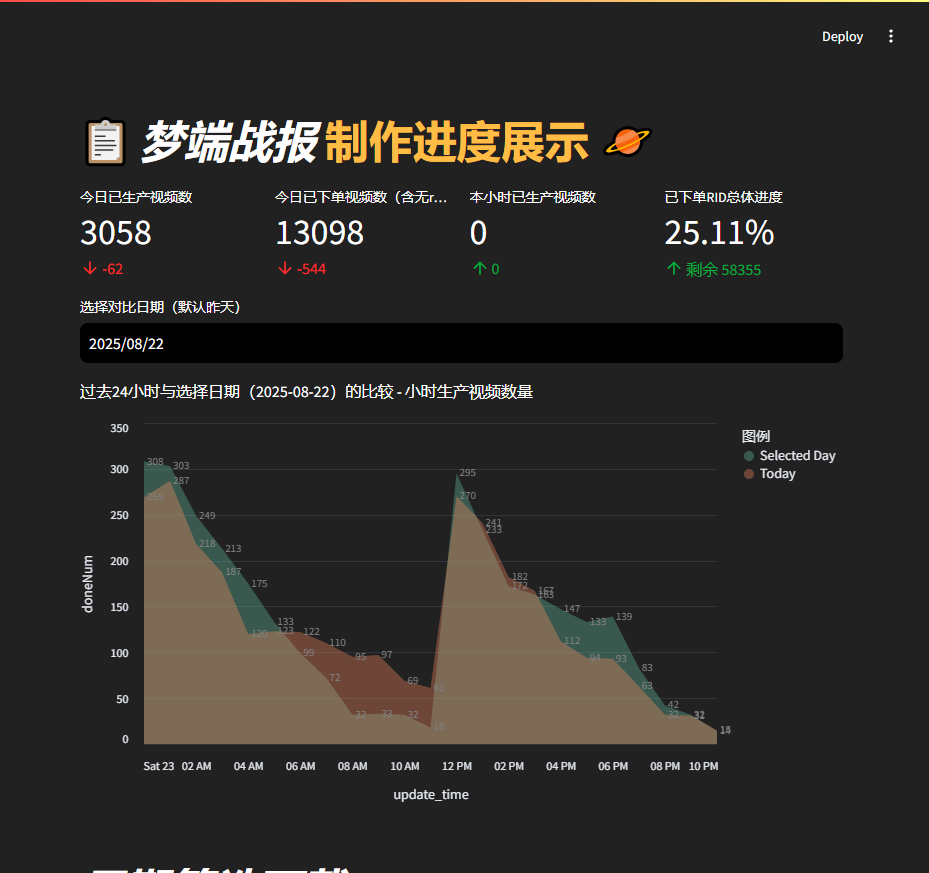 Deploy
梦端战报 制作进度展示
今日已生产视频数
3058
-62
今日已下单视频数（含无r...
13098
-544
本小时已生产视频数
0
0
已下单RID总体进度
25.11%
剩余 58355
选择对比日期（默认昨天）
2025/08/22
过去24小时与选择日期（2025-08-22）的比较 - 小时生产视频数量
图例
Selected Day
Today
doneNum
350
300
250
200
150
100
50
0
308 303 249 213 175 133 99 72 32 33 32 18 295 233 172 163 147 133 139 83 42 32
269 287 218 187 120 123 122 110 95 97 69 61 270 241 182 167 112 94 93 63 32 31 14
Sat 23 02 AM 04 AM 06 AM 08 AM 10 AM 12 PM 02 PM 04 PM 06 PM 08 PM 10 PM
update_time